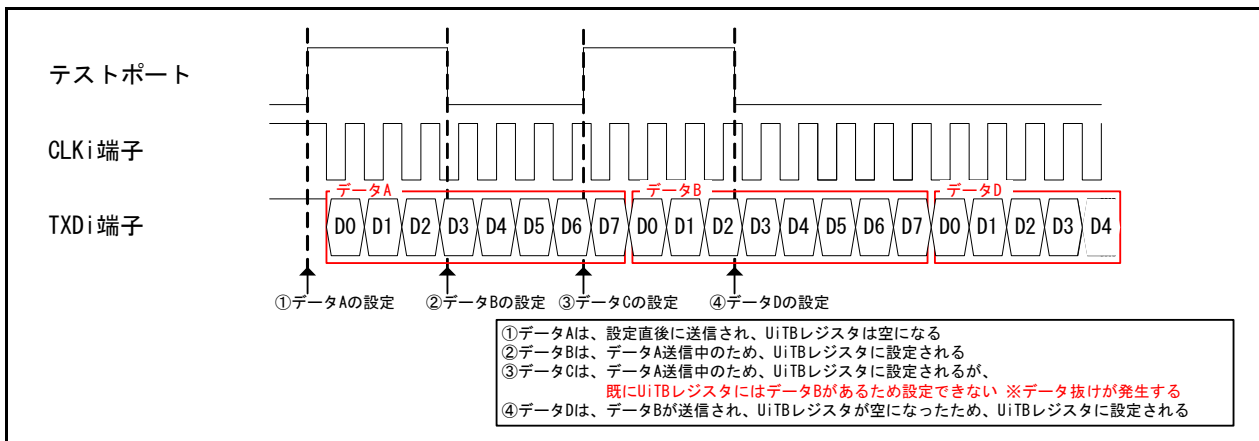 テストポート
CLKi端子
データA
データB
データD
TXDi端子
D0 D1 D2 D3 D4 D5 D6 D7 D0 D1 D2 D3 D4 D5 D6 D7 D0 D1 D2 D3 D4
①データAの設定 ②データBの設定 ③データCの設定 ④データDの設定
①データAは、設定直後に送信され、UiTBレジスタは空になる
②データBは、データA送信中のため、UiTBレジスタに設定される
③データCは、データA送信中のため、UiTBレジスタに設定されるが、
既にUiTBレジスタにはデータBがあるため設定できない ※データ抜けが発生する
④データDは、データBが送信され、UiTBレジスタが空になったため、UiTBレジスタに設定される